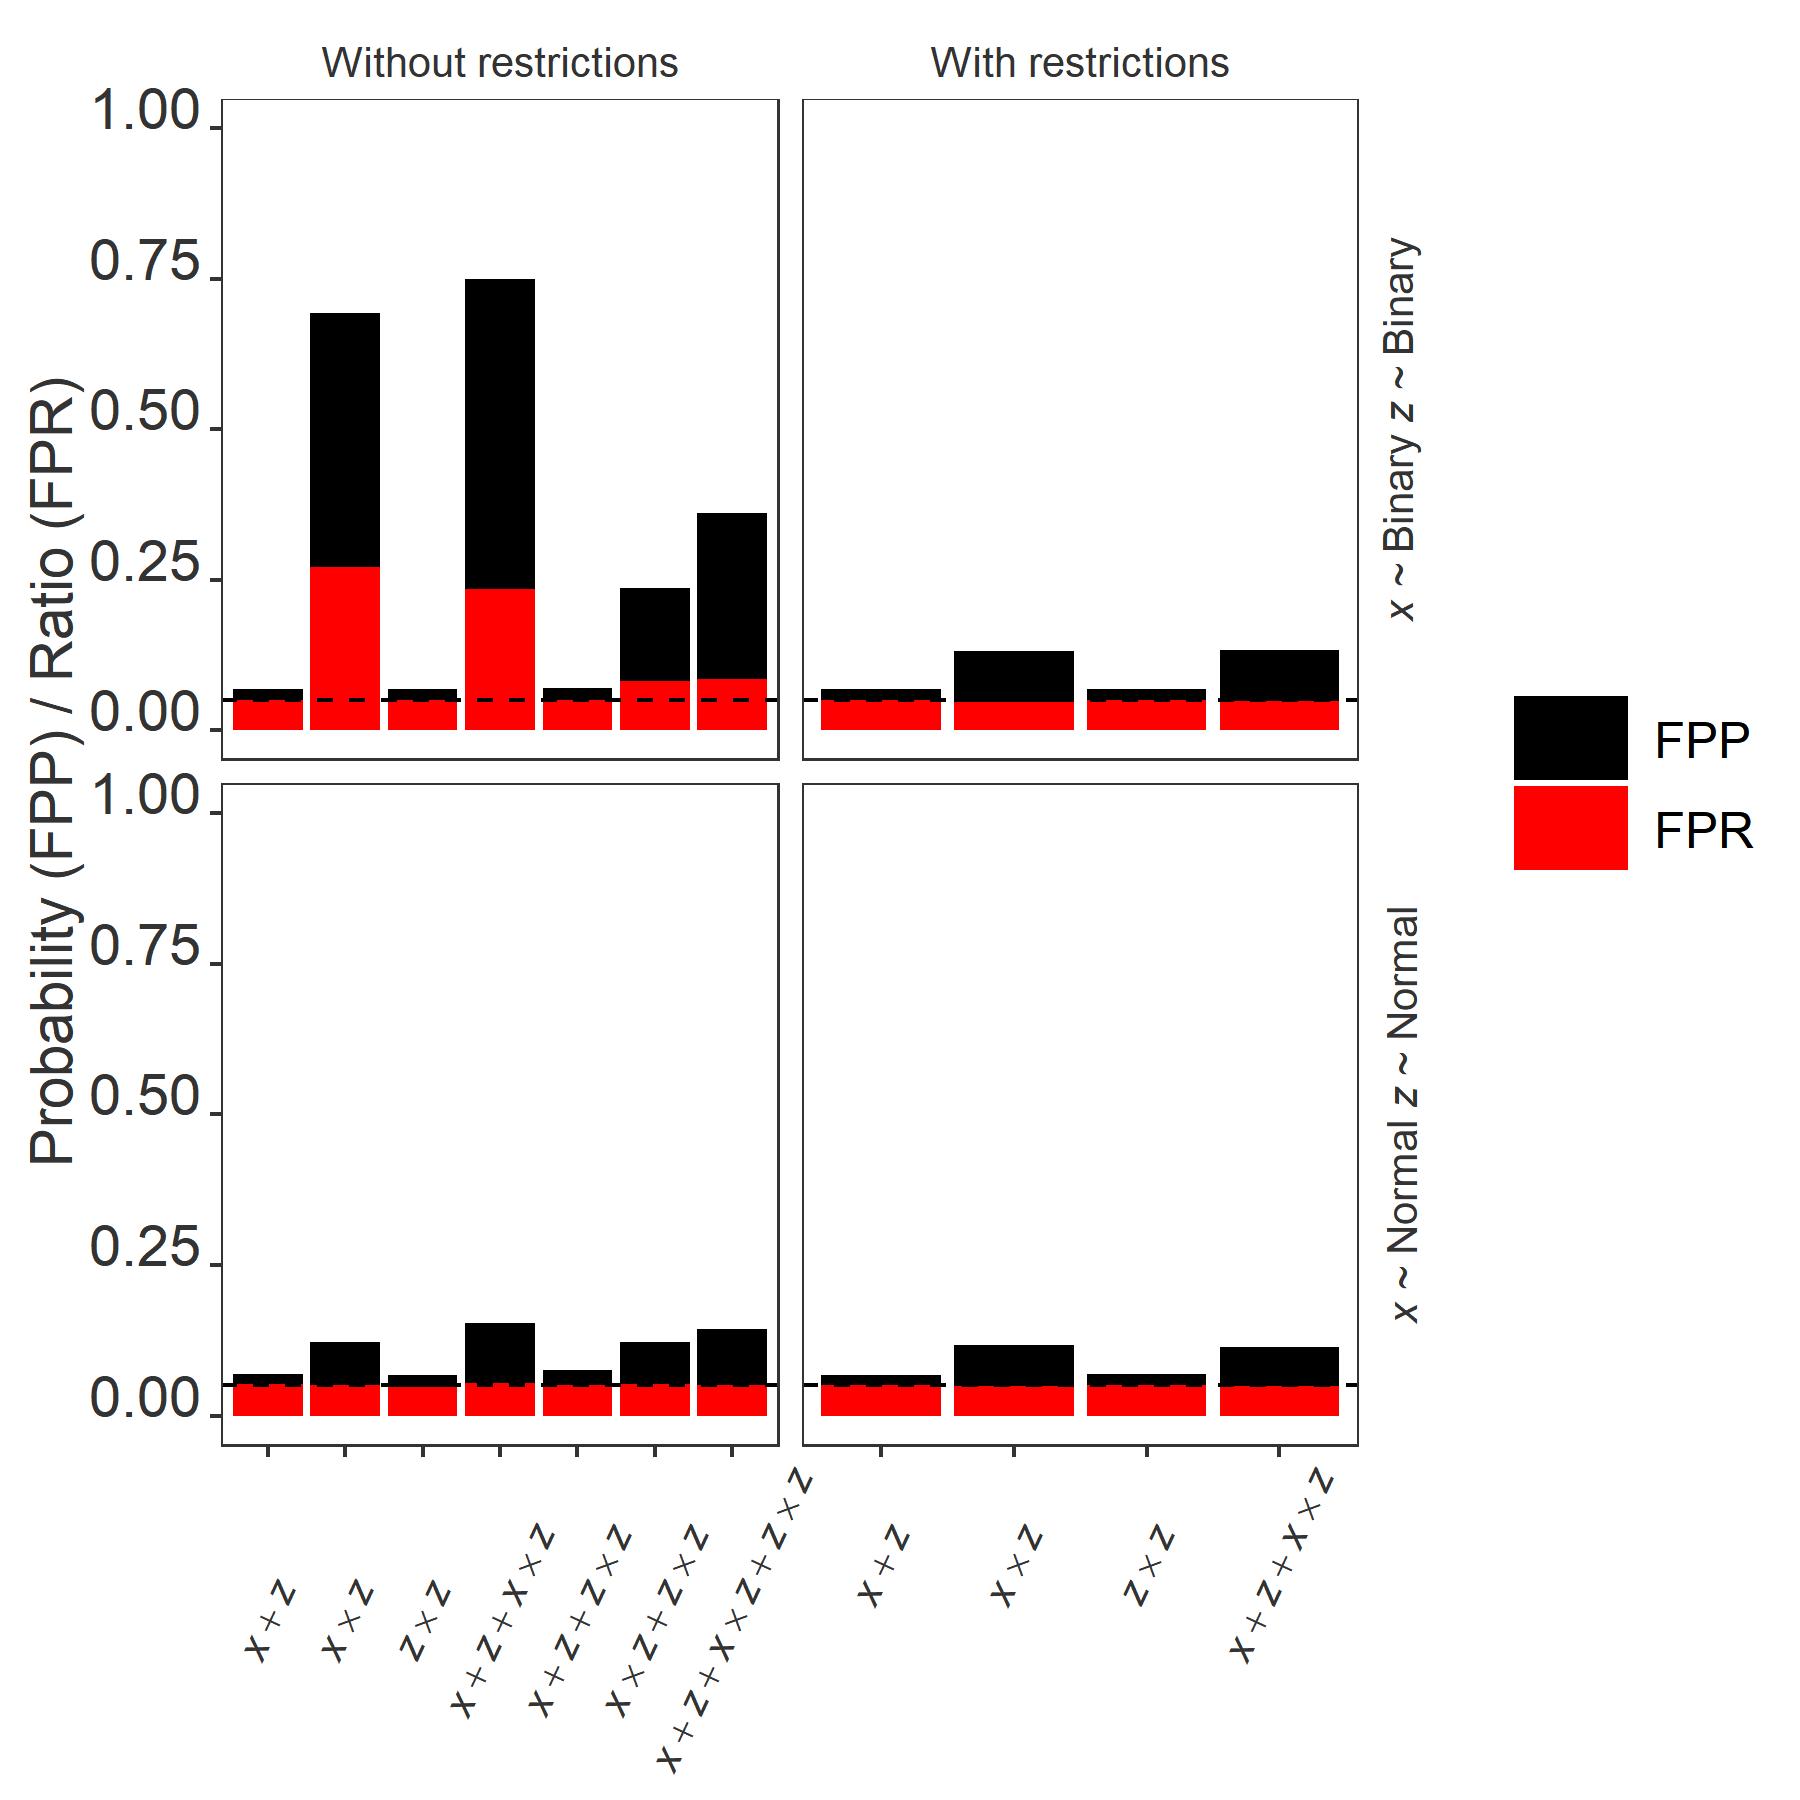 Without restrictions
With restrictions
Probability (FPP) / Ratio (FPR)
1.00
0.75
0.50
0.25
0.00
x ~ Binary z ~ Binary
1.00
0.75
0.50
0.25
0.00
x ~ Normal z ~ Normal
FPP
FPR
x + z
x × z
z × z
x + z + x × z
x + z + z × z
x × z + z × z
x + z + x × z + z × z
x + z
x × z
z × z
x + z + x × z